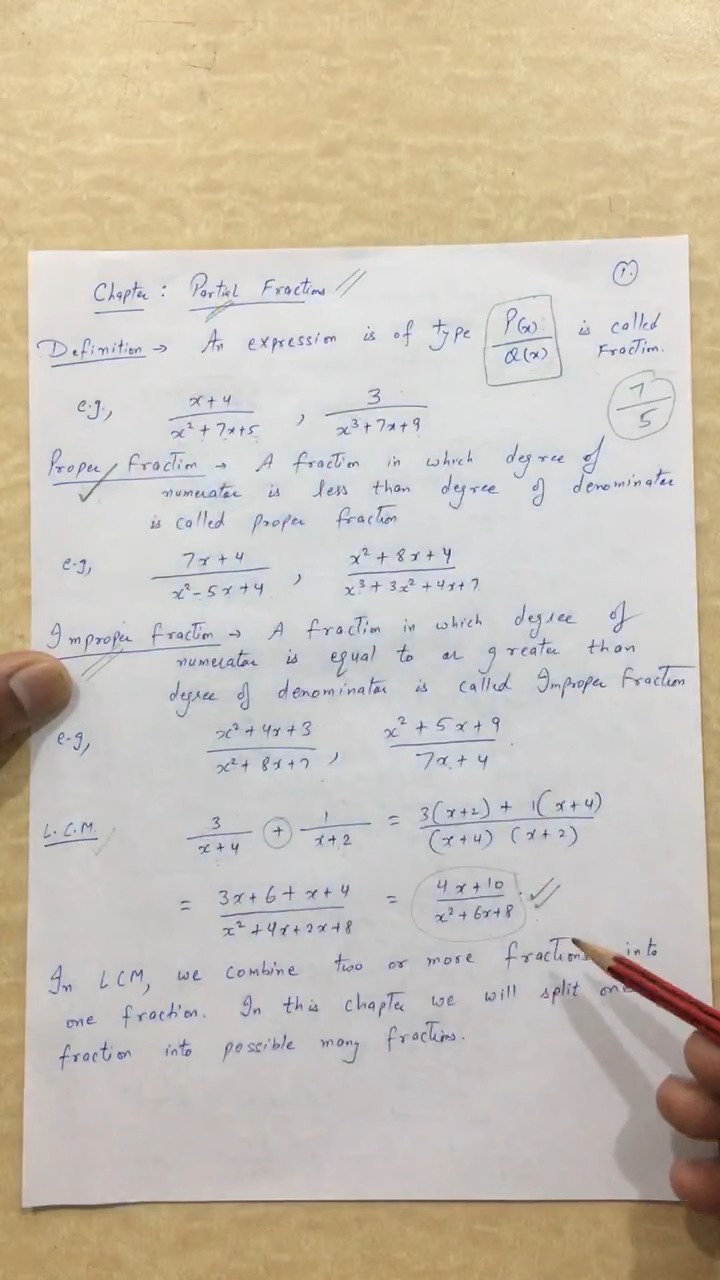 ①.
Chapter : Partial Fractions
Definition → An expression is of type P(x)/Q(x) is called
Fraction.
e.g., x+4/x²+7x+5 , 3/x³+7x+9
7/5
Proper fraction → A fraction in which degree of
numerator is less than degree of denominator
is called proper fraction
e.g, 7x+4/x²-5x+4 , x²+8x+4/x³+3x²+4x+7
Improper fraction → A fraction in which degree of
numerator is equal to or greater than
degree of denominator is called Improper Fraction
e.g, x²+4x+3/x²+8x+7 , x²+5x+9/7x+4
L.C.M. 3/x+4 + 1/x+2 = 3(x+2) + 1(x+4)/(x+4) (x+2)
= 3x+6+x+4/x²+4x+2x+8 = 4x+10/x²+6x+8
In LCM, we combine two or more fractions into
one fraction. In this chapter we will split one
fraction into possible many fractions.